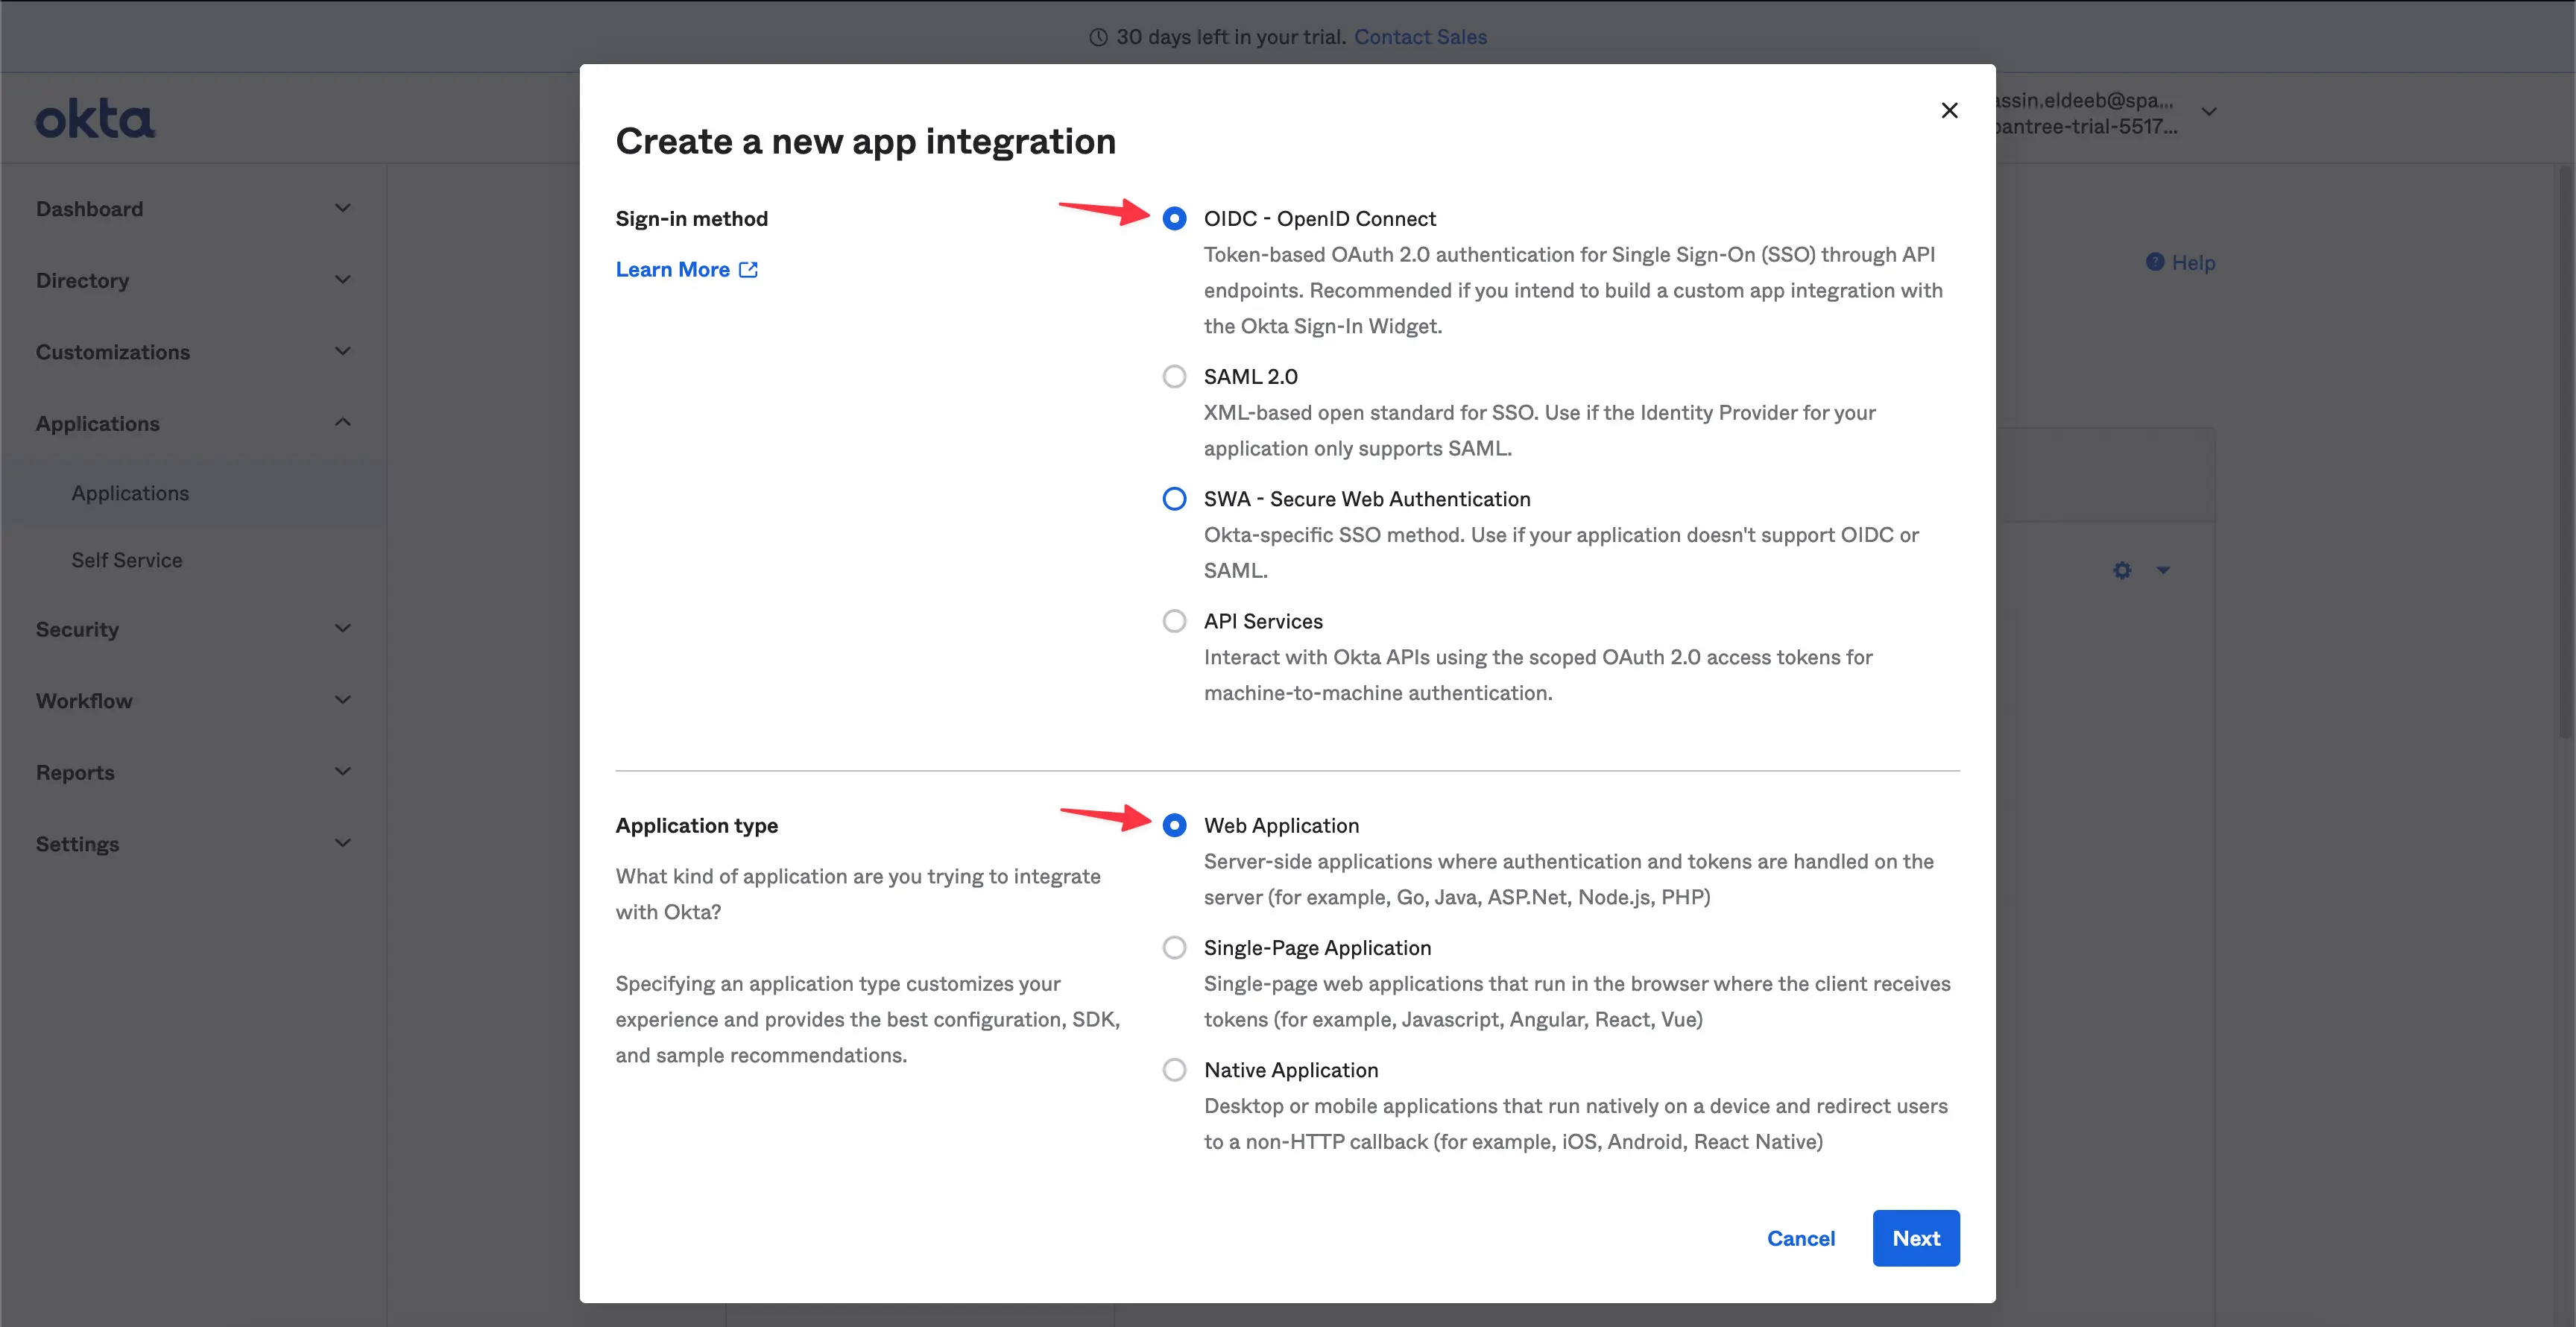 30 days left in your trial. Contact Sales
okta
assin.eldeeb@spa...
pantree-trial-5517...
Dashboard
Directory
Customizations
Applications
Applications
Self Service
Security
Workflow
Reports
Settings
Help
Create a new app integration
Sign-in method
Learn More
OIDC - OpenID Connect
Token-based OAuth 2.0 authentication for Single Sign-On (SSO) through API
endpoints. Recommended if you intend to build a custom app integration with
the Okta Sign-In Widget.
SAML 2.0
XML-based open standard for SSO. Use if the Identity Provider for your
application only supports SAML.
SWA - Secure Web Authentication
Okta-specific SSO method. Use if your application doesn't support OIDC or
SAML.
API Services
Interact with Okta APIs using the scoped OAuth 2.0 access tokens for
machine-to-machine authentication.
Application type
What kind of application are you trying to integrate
with Okta?
Specifying an application type customizes your
experience and provides the best configuration, SDK,
and sample recommendations.
Web Application
Server-side applications where authentication and tokens are handled on the
server (for example, Go, Java, ASP.Net, Node.js, PHP)
Single-Page Application
Single-page web applications that run in the browser where the client receives
tokens (for example, Javascript, Angular, React, Vue)
Native Application
Desktop or mobile applications that run natively on a device and redirect users
to a non-HTTP callback (for example, iOS, Android, React Native)
Cancel
Next